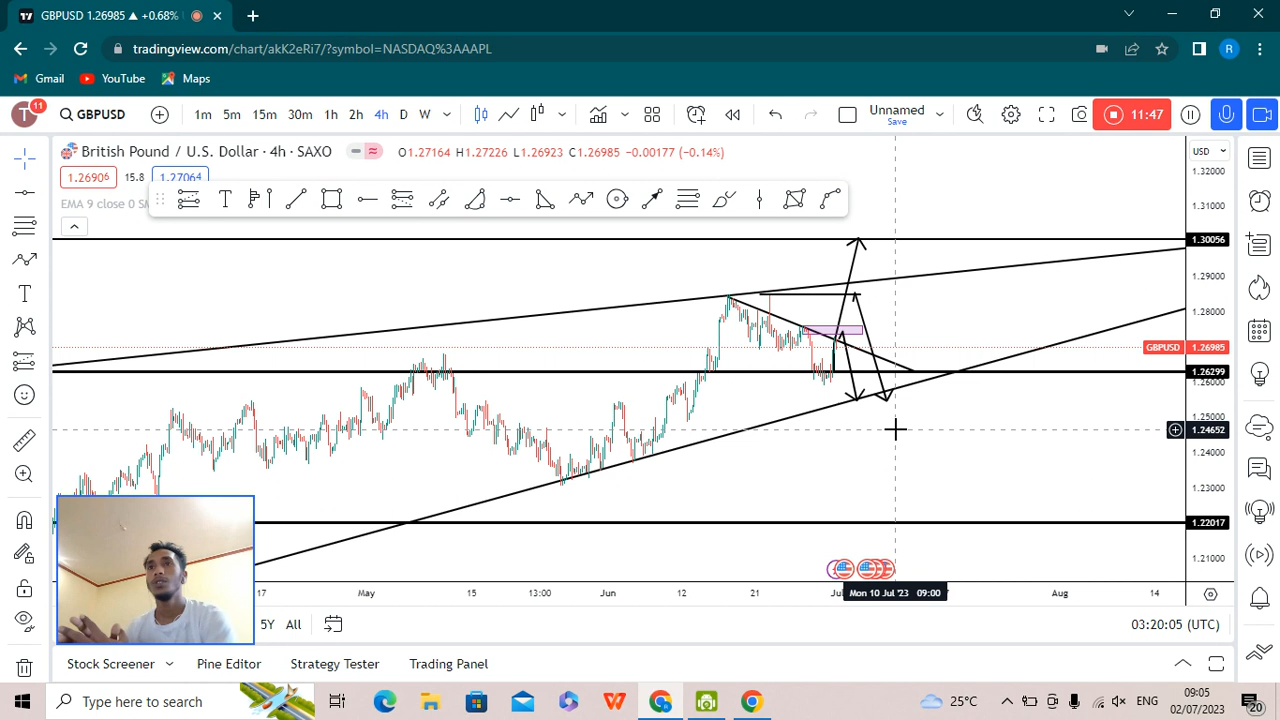 GBPUSD 1.26985 ▲ +0.68%
tradingview.com/chart/akK2eRi7/?symbol=NASDAQ%3AAAPL
R
Gmail YouTube Maps
T 11 GBPUSD 1m 5m 15m 30m 1h 2h 4h D W Unnamed Save 11:47
British Pound / U.S. Dollar · 4h · SAXO O1.27164 H1.27226 L1.26923 C1.26985 −0.00177 (−0.14%) USD
1.26906 15.8 1.27064
EMA 9 close 0 SM
1.32000
1.31000
1.30056
1.29000
1.28000
GBPUSD 1.26985
1.26299
1.26000
1.25000
1.24652
1.24000
1.23000
1.22017
1.21000
17 May 15 13:00 Jun 12 21 Mon 10 Jul '23 09:00 Aug 14
5Y All 03:20:05 (UTC)
Stock Screener Pine Editor Strategy Tester Trading Panel
Type here to search 25°C ENG 09:05
02/07/2023 20